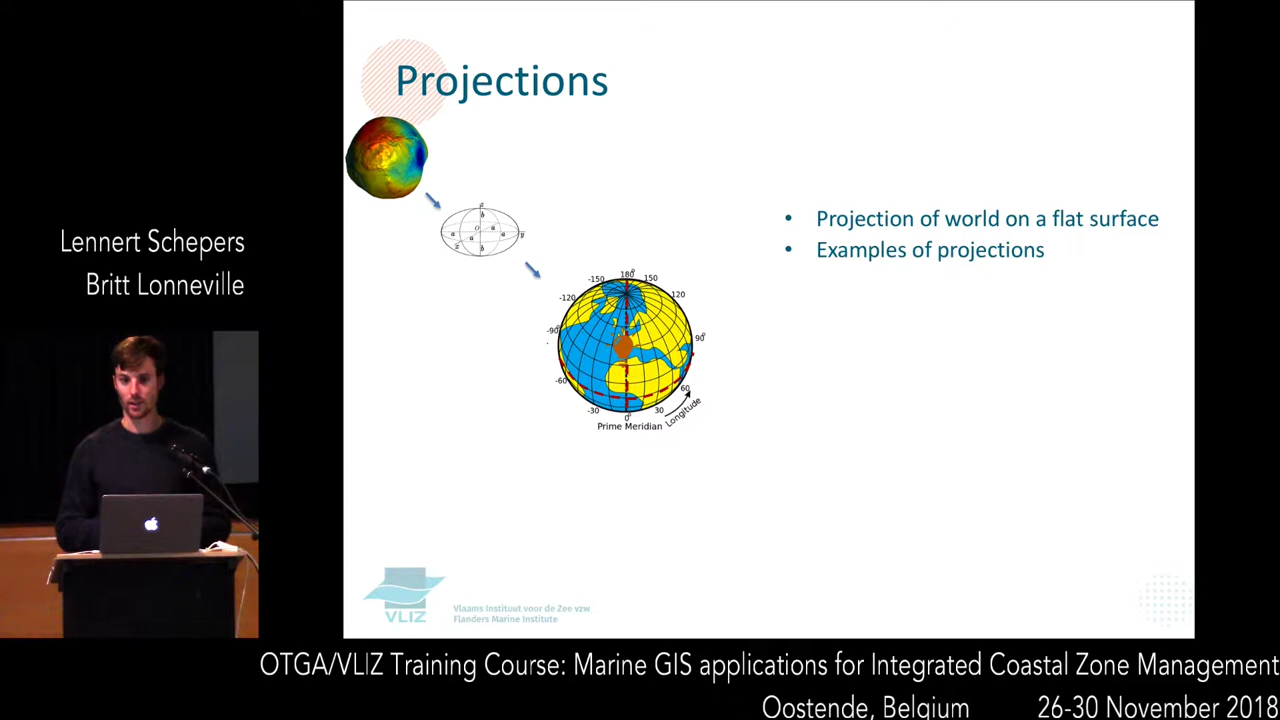 Projections
Lennert Schepers
Britt Lonneville
• Projection of world on a flat surface
• Examples of projections
z
b
a
O
a
a
a
y
x
b
-150
180°
150
-120
120
-90°
90°
-60
60
-30
0°
30
Longitude
Prime Meridian
VLIZ
Vlaams Instituut voor de Zee vzw
Flanders Marine Institute
OTGA/VLIZ Training Course: Marine GIS applications for Integrated Coastal Zone Management
Oostende, Belgium 26-30 November 2018